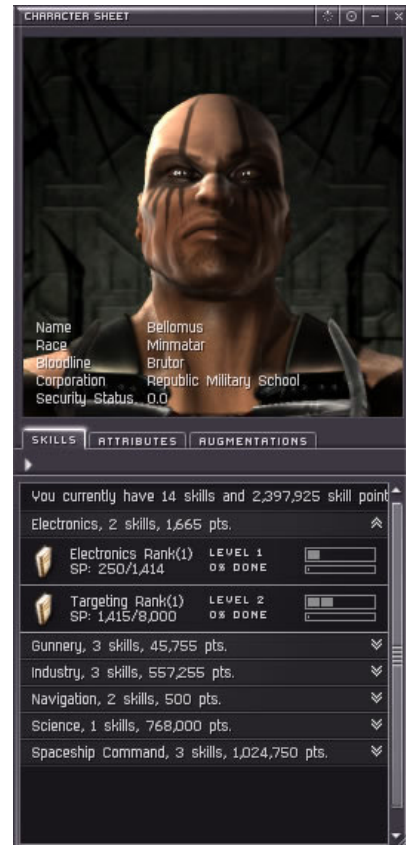 CHARACTER SHEET
Name Bellomus
Race Minmatar
Bloodline Brutor
Corporation Republic Military School
Security Status 0.0
SKILLS ATTRIBUTES AUGMENTATIONS
You currently have 14 skills and 2,397,925 skill point
Electronics, 2 skills, 1,665 pts.
Electronics Rank(1) LEVEL 1
SP: 250/1,414 0% DONE
Targeting Rank(1) LEVEL 2
SP: 1,415/8,000 0% DONE
Gunnery, 3 skills, 45,755 pts.
Industry, 3 skills, 557,255 pts.
Navigation, 2 skills, 500 pts.
Science, 1 skills, 768,000 pts.
Spaceship Command, 3 skills, 1,024,750 pts.